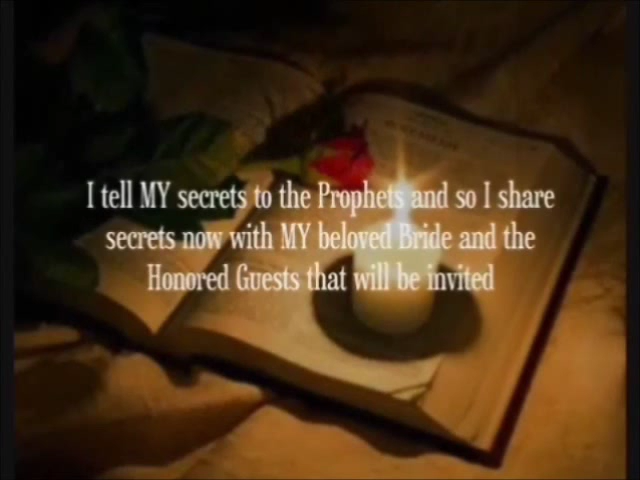 I tell MY secrets to the Prophets and so I share
secrets now with MY beloved Bride and the
Honored Guests that will be invited